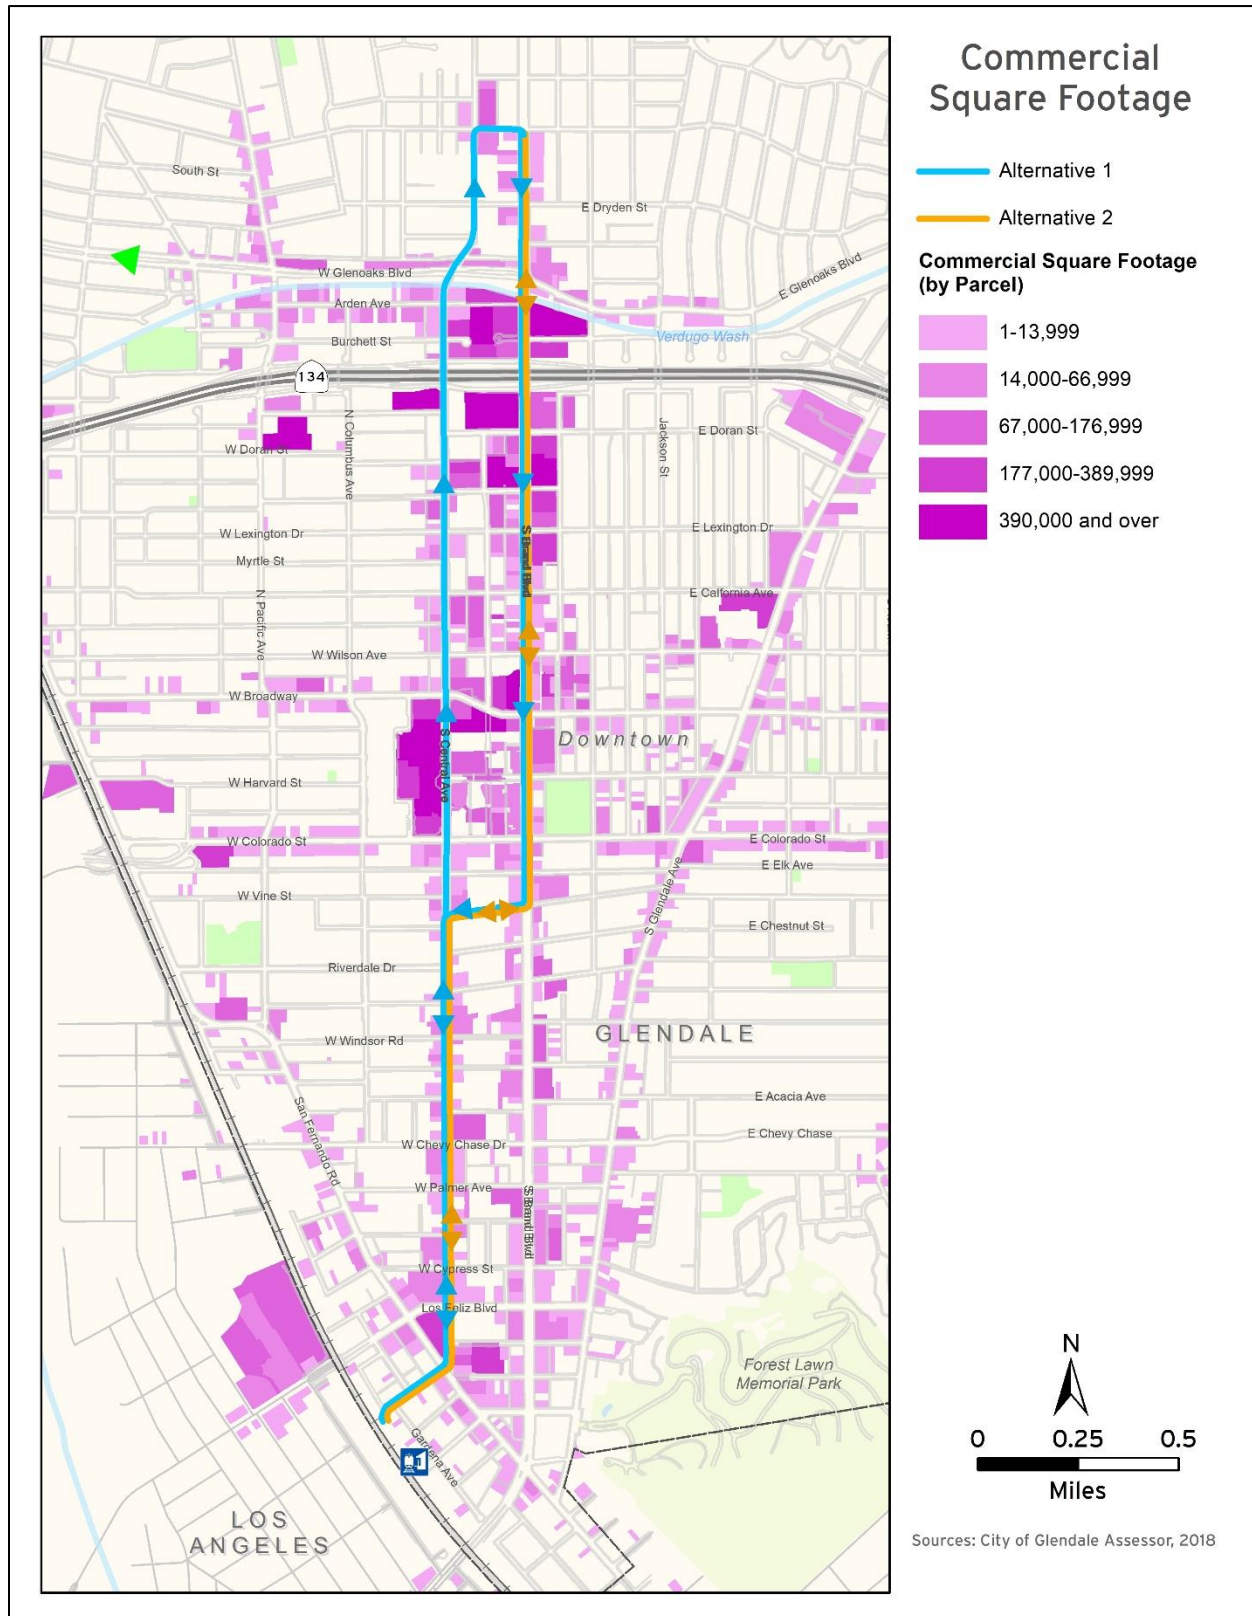 Commercial
Square Footage
Alternative 1
Alternative 2
Commercial Square Footage
(by Parcel)
1-13,999
14,000-66,999
67,000-176,999
177,000-389,999
390,000 and over
South St
E Dryden St
W Glenoaks Blvd
E Glenoaks Blvd
Arden Ave
Verdugo Wash
Burchett St
134
N Columbus Ave
Jackson St
E Doran St
W Doran St
W Lexington Dr
E Lexington Dr
S Brand Blvd
Myrtle St
E Calfornia Ave
N Pacific Ave
W Wilson Ave
W Broadway
Downtown
S Central Ave
W Harvard St
W Colorado St
E Colorado St
E Elk Ave
W Vine St
S Glendale Ave
E Chestnut St
Riverdale Dr
GLENDALE
W Windsor Rd
E Acacia Ave
San Fernando Rd
E Chevy Chase
W Chevy Chase Dr
W Palmer Ave
S Brand Blvd
W Cypress St
Los Feliz Blvd
Forest Lawn
Memorial Park
Gardena Ave
LOS
ANGELES
N
0 0.25 0.5
Miles
Sources: City of Glendale Assessor, 2018